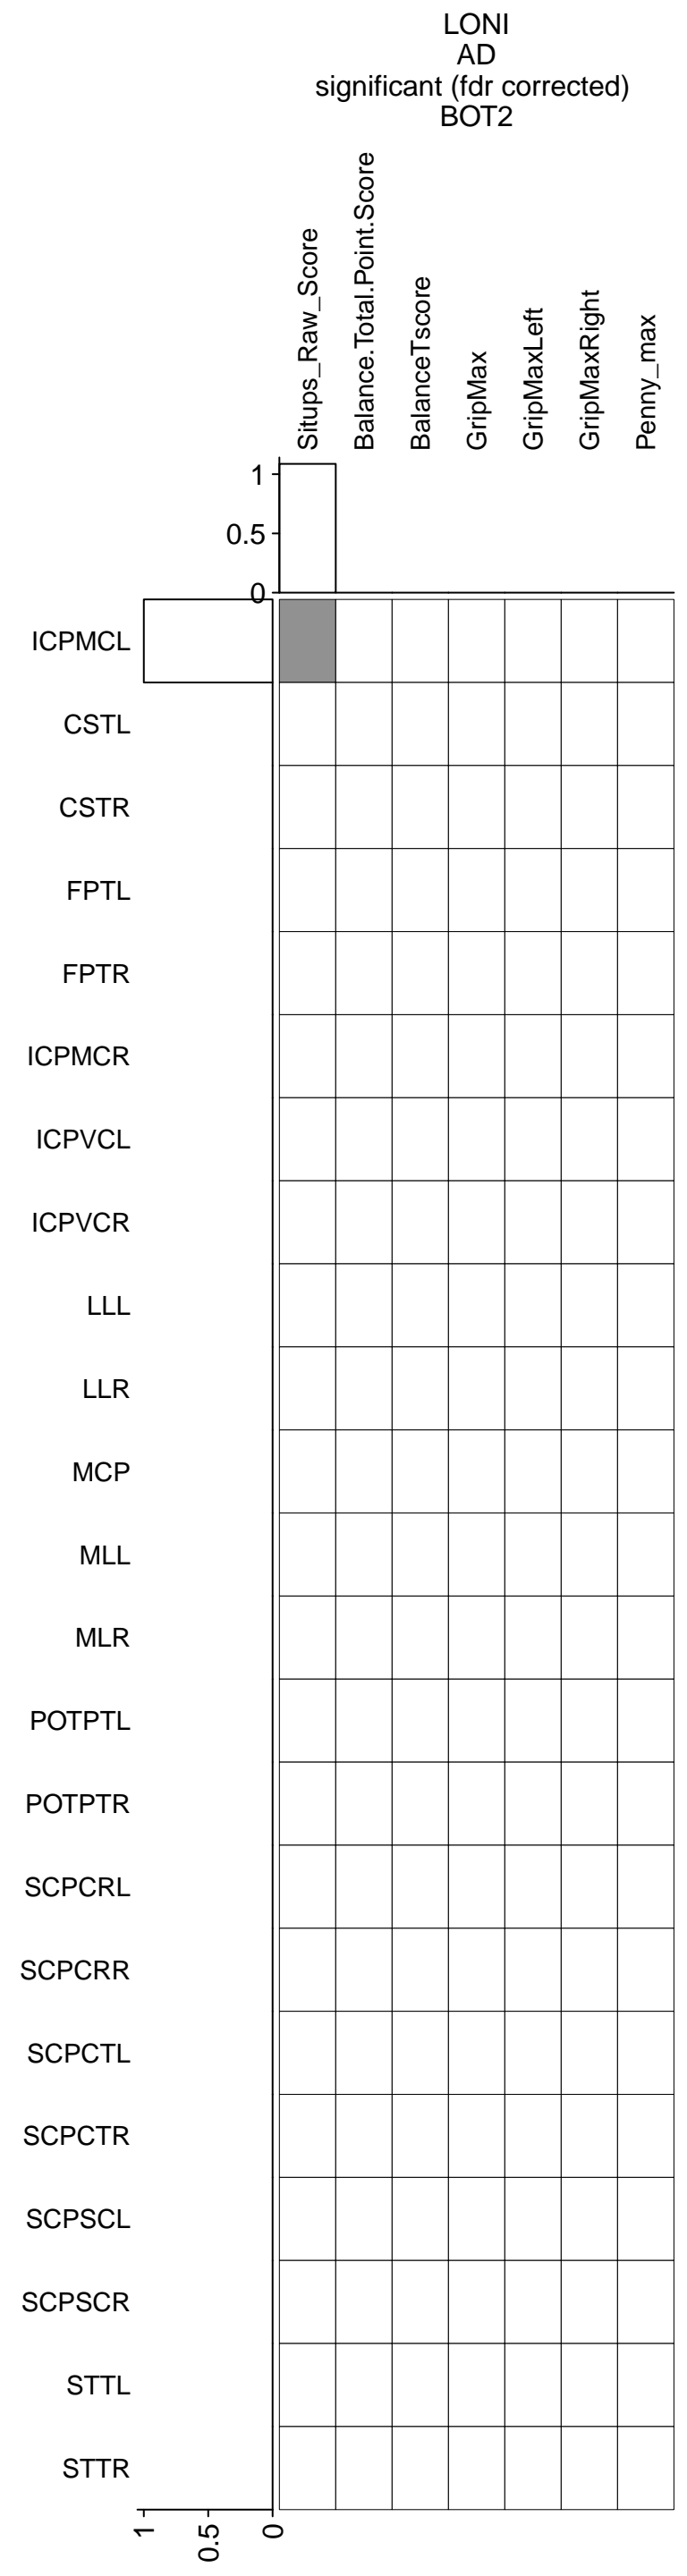 LONI
AD
significant (fdr corrected)
BOT2
Situps_Raw_Score
Balance.Total.Point.Score
BalanceTscore
GripMax
GripMaxLeft
GripMaxRight
Penny_max
1
0.5
0
ICPMCL
CSTL
CSTR
FPTL
FPTR
ICPMCR
ICPVCL
ICPVCR
LLL
LLR
MCP
MLL
MLR
POTPTL
POTPTR
SCPCRL
SCPCRR
SCPCTL
SCPCTR
SCPSCL
SCPSCR
STTL
STTR
1
0.5
0